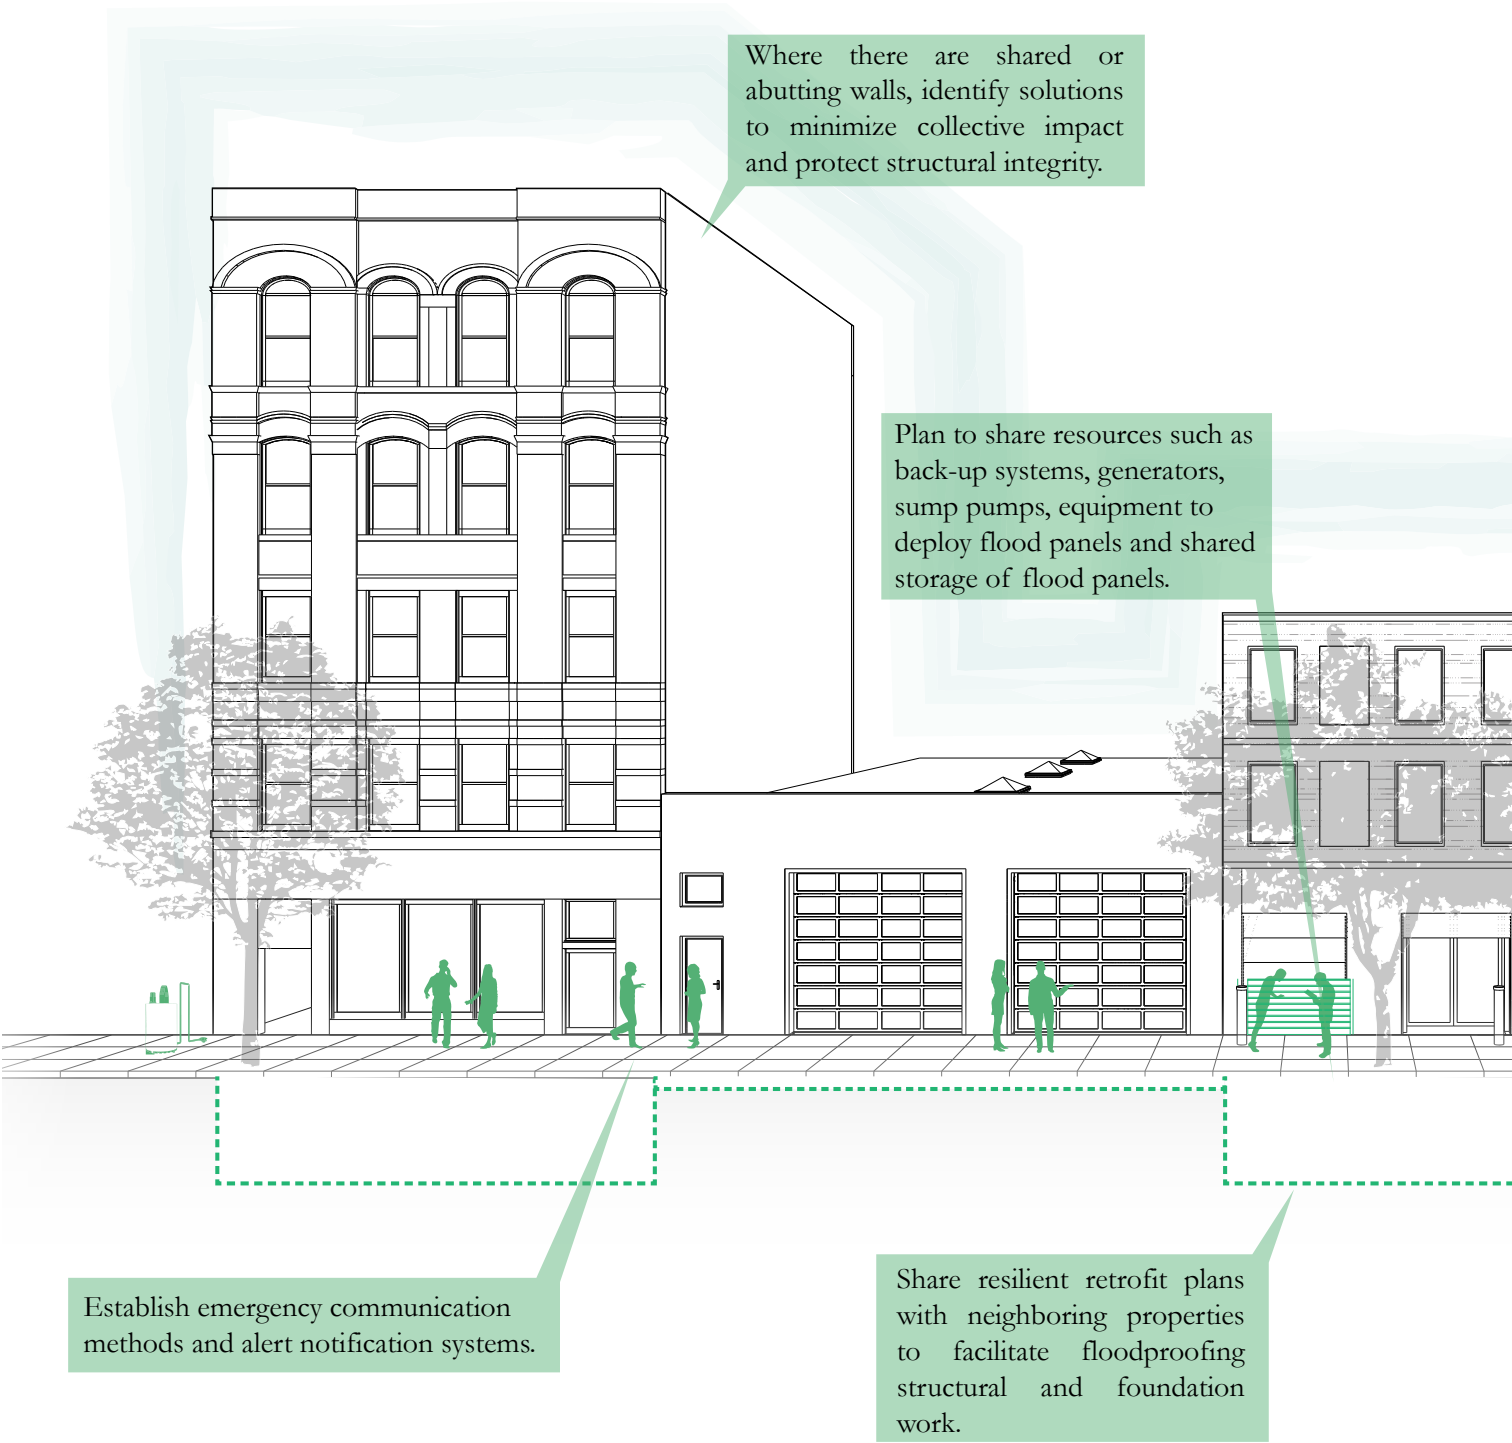 Where there are shared or
abutting walls, identify solutions
to minimize collective impact
and protect structural integrity.
Plan to share resources such as
back-up systems, generators,
sump pumps, equipment to
deploy flood panels and shared
storage of flood panels.
Establish emergency communication
methods and alert notification systems.
Share resilient retrofit plans
with neighboring properties
to facilitate floodproofing
structural and foundation
work.